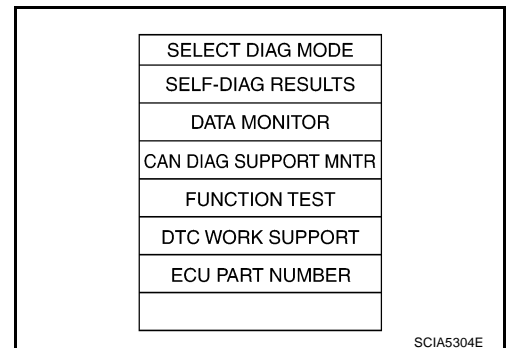 SELECT DIAG MODE
SELF-DIAG RESULTS
DATA MONITOR
CAN DIAG SUPPORT MNTR
FUNCTION TEST
DTC WORK SUPPORT
ECU PART NUMBER
SCIA5304E